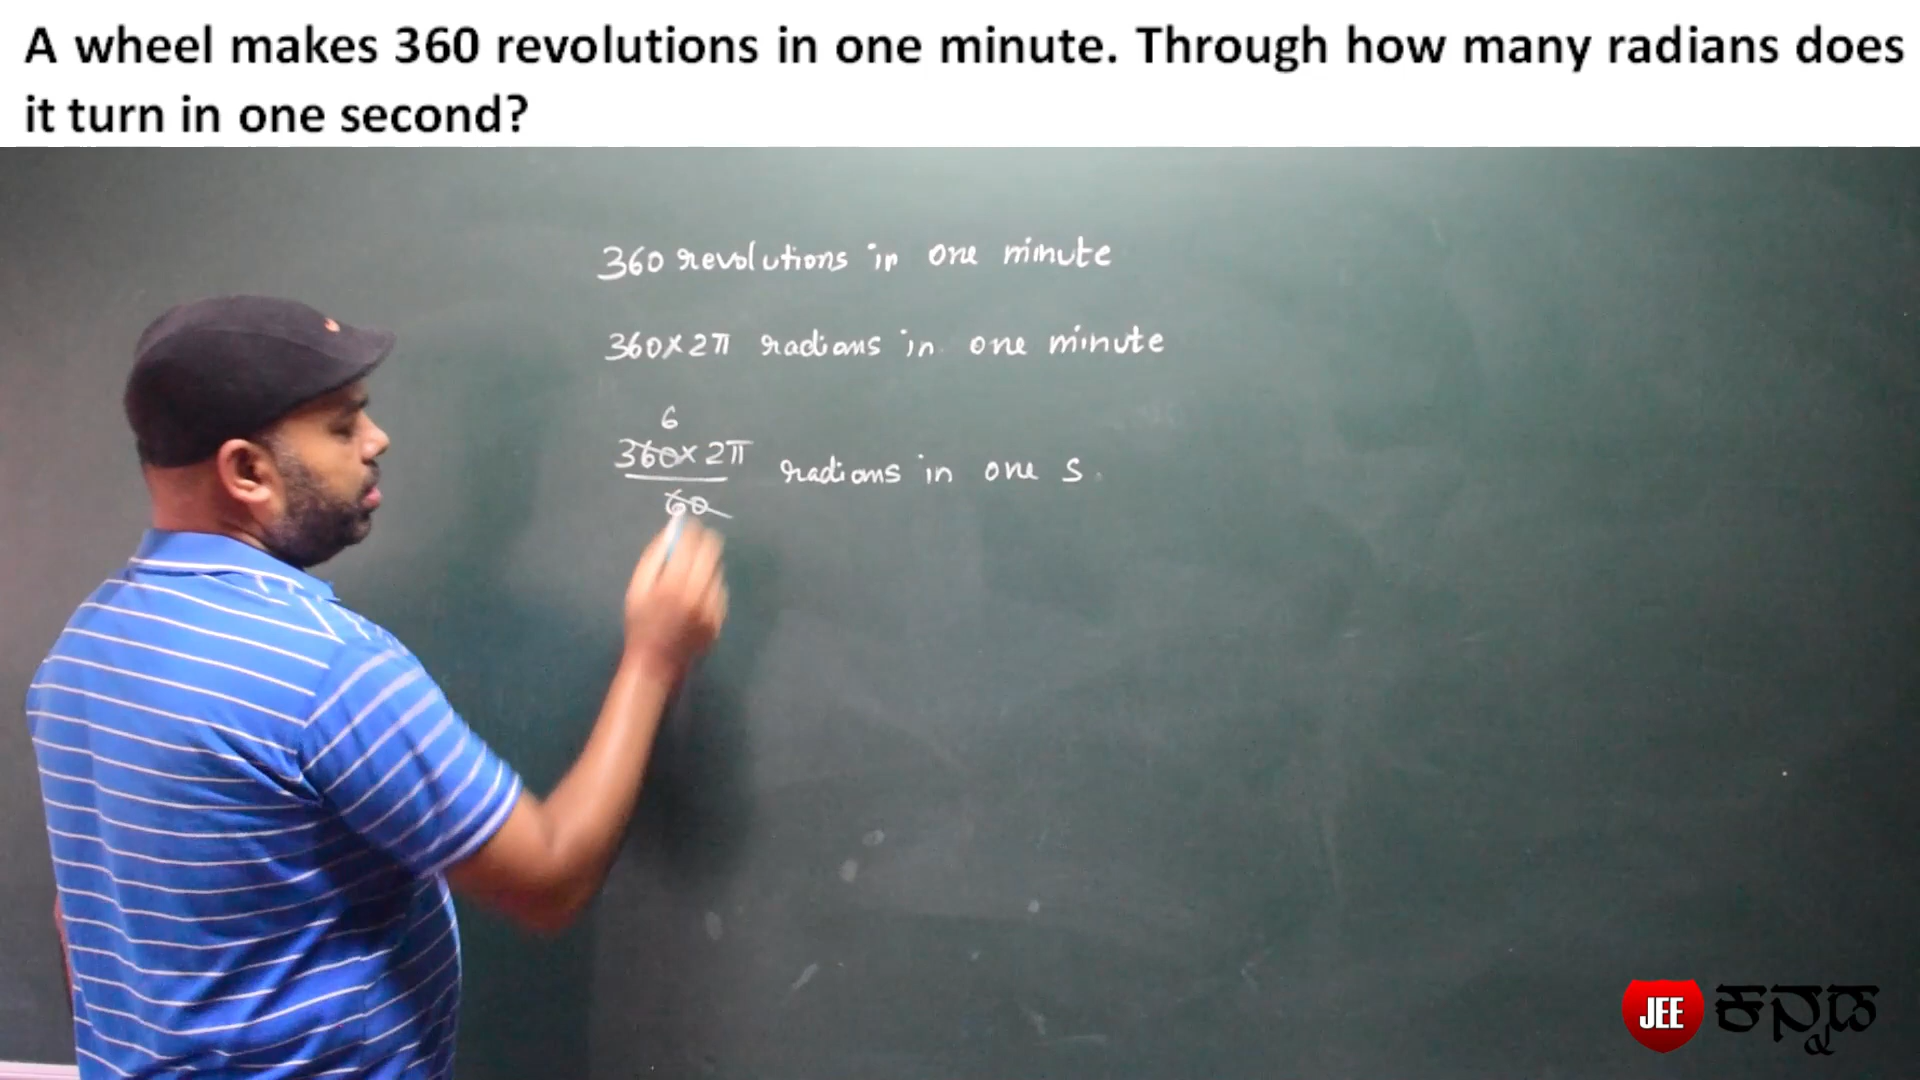 A wheel makes 360 revolutions in one minute. Through how many radians does
it turn in one second?
360 revolutions in one minute
360×2π radians in one minute
6
360×2π
60
radians in one s.
JEE ಕನ್ನಡ